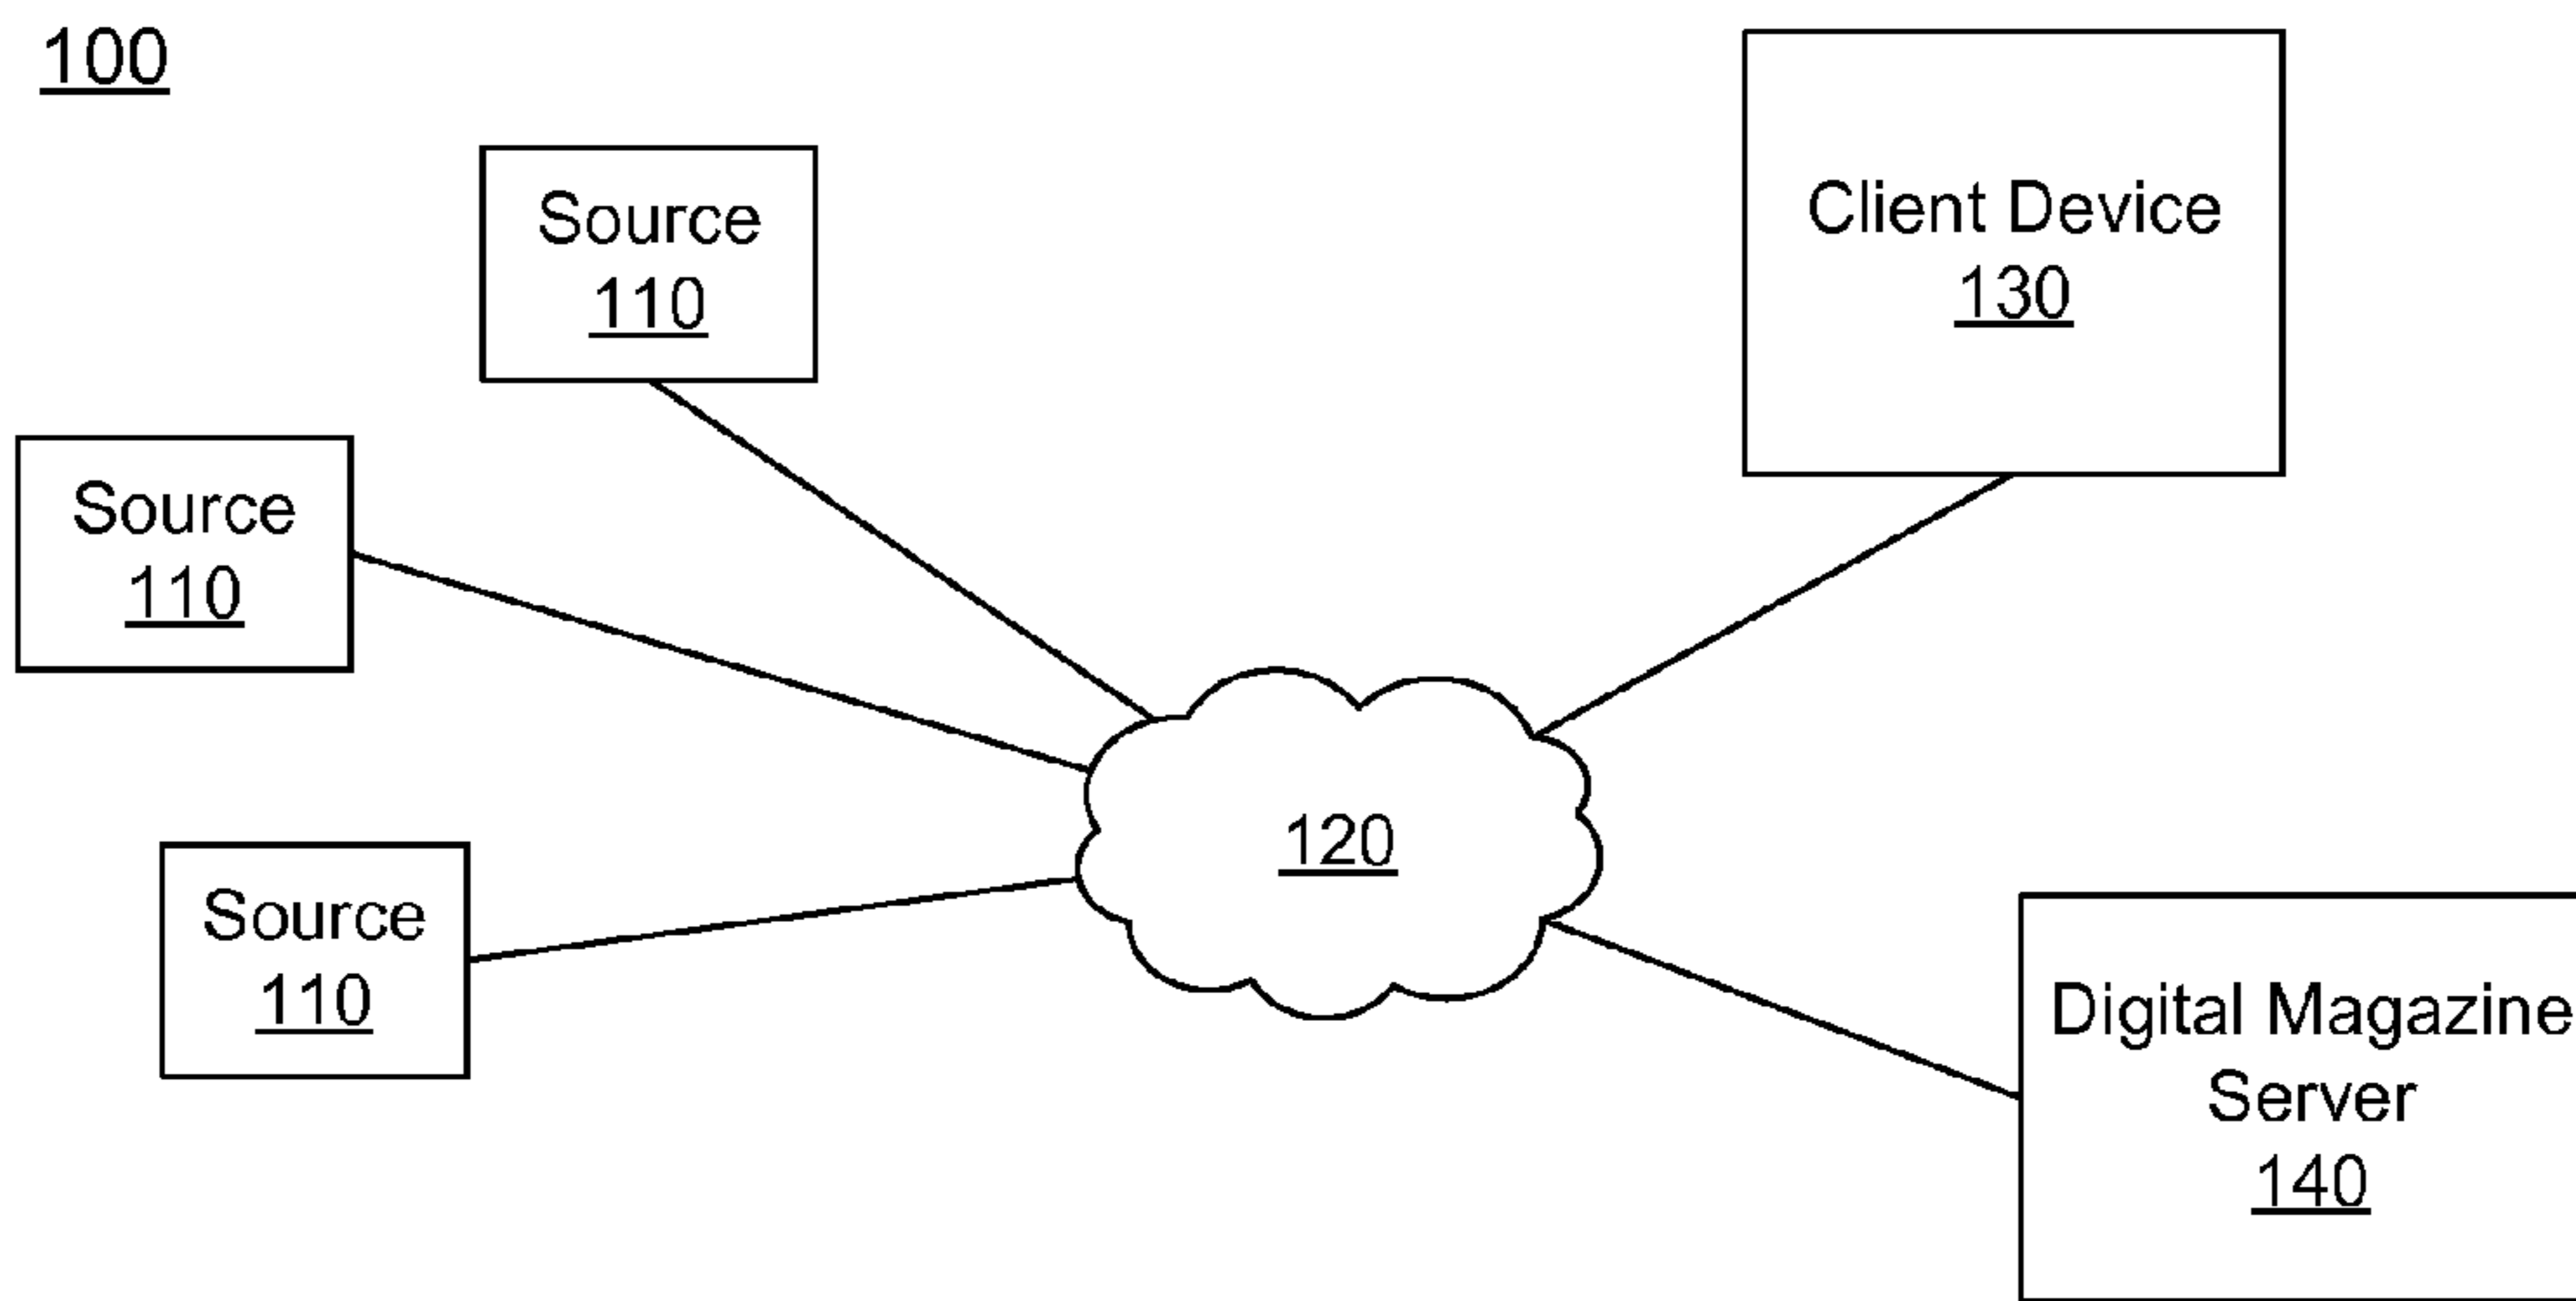 100
Source
110
Client Device
130
Source
110
120
Source
110
Digital Magazine
Server
140